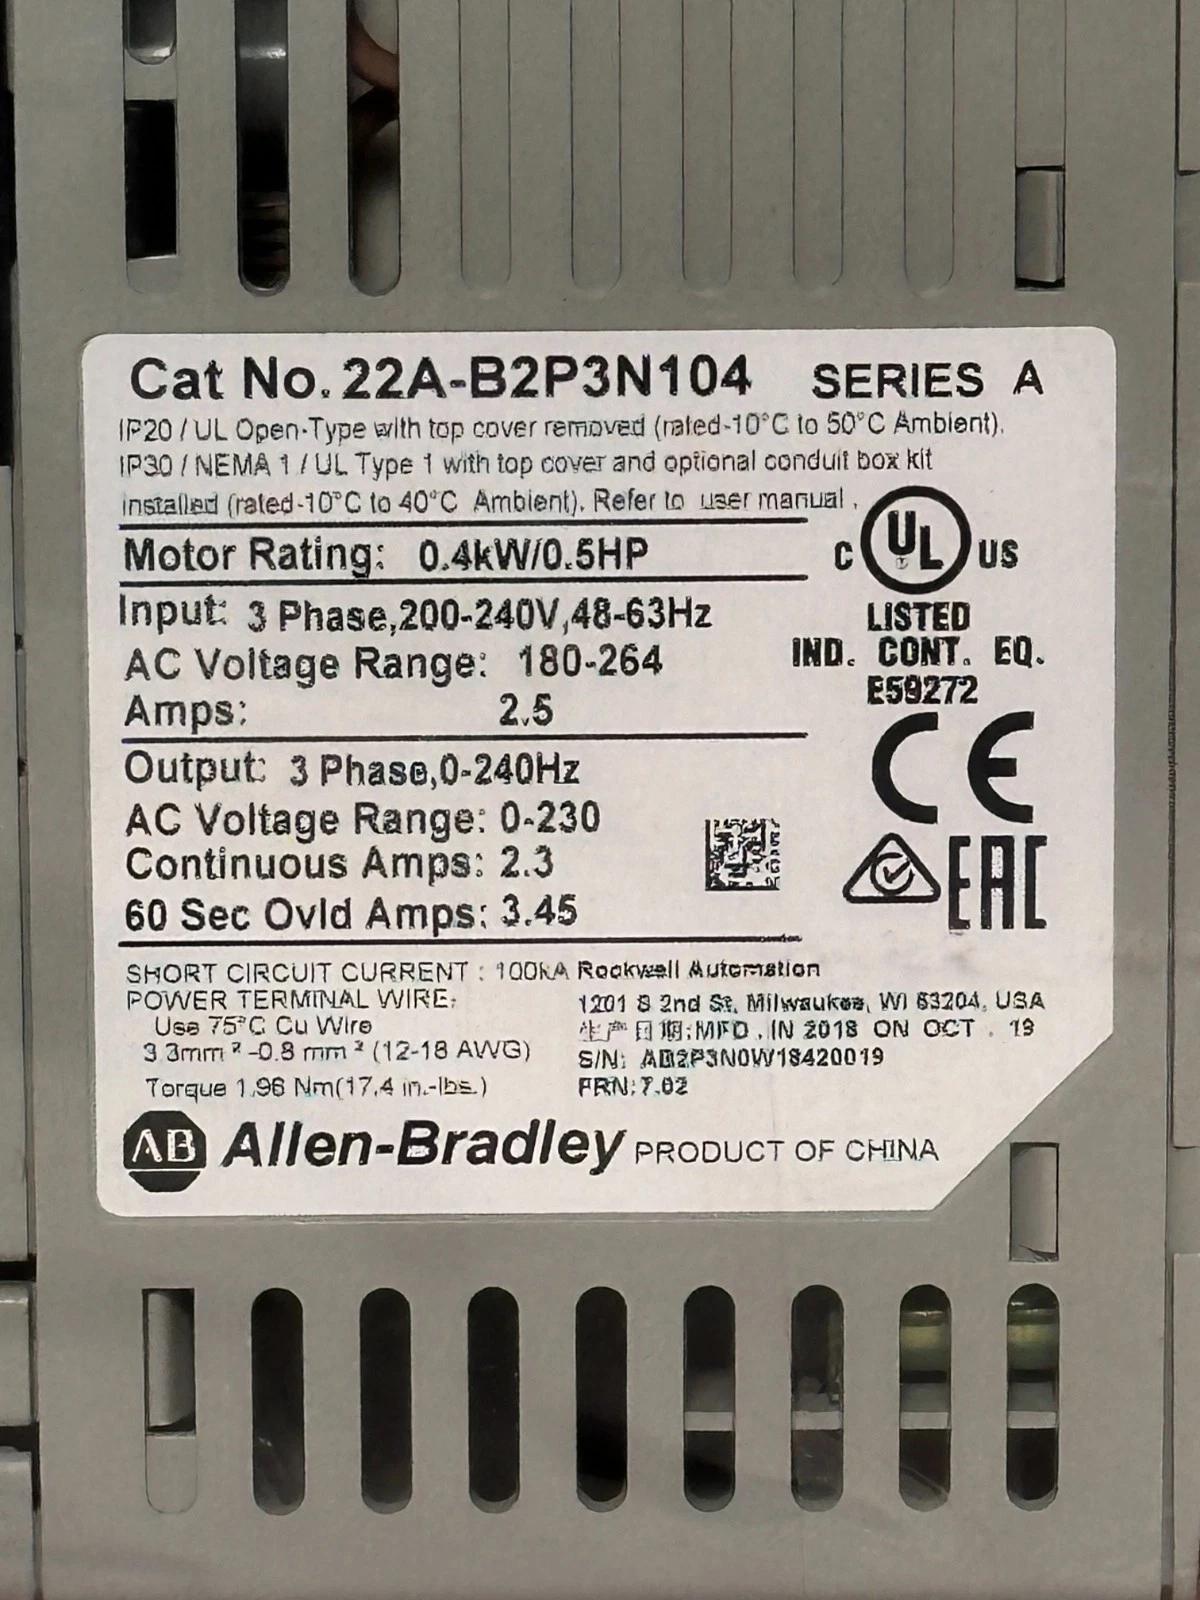 Cat No. 22A-B2P3N104 SERIES A
IP20 / UL Open-Type with top cover removed (rated-10°C to 50°C Ambient).
IP30 / NEMA 1 / UL Type 1 with top cover and optional conduit box kit
installed (rated-10°C to 40°C Ambient). Refer to user manual.
Motor Rating: 0.4kW/0.5HP
C UL US
LISTED
IND. CONT. EQ.
E59272
Input: 3 Phase,200-240V,48-63Hz
AC Voltage Range: 180-264
Amps: 2.5
CE
EAC
Output: 3 Phase,0-240Hz
AC Voltage Range: 0-230
Continuous Amps: 2.3
60 Sec Ovld Amps: 3.45
SHORT CIRCUIT CURRENT : 100kA
POWER TERMINAL WIRE:
Use 75°C Cu Wire
3.3mm² -0.8 mm² (12-18 AWG)
Torque 1.96 Nm(17.4 in.-lbs.)
Rockwell Automation
1201 S 2nd St. Milwaukee, WI 53204, USA
生产日期:MFD. IN 2018 ON OCT. 19
S/N:
FRN:7.02
AB Allen-Bradley PRODUCT OF CHINA